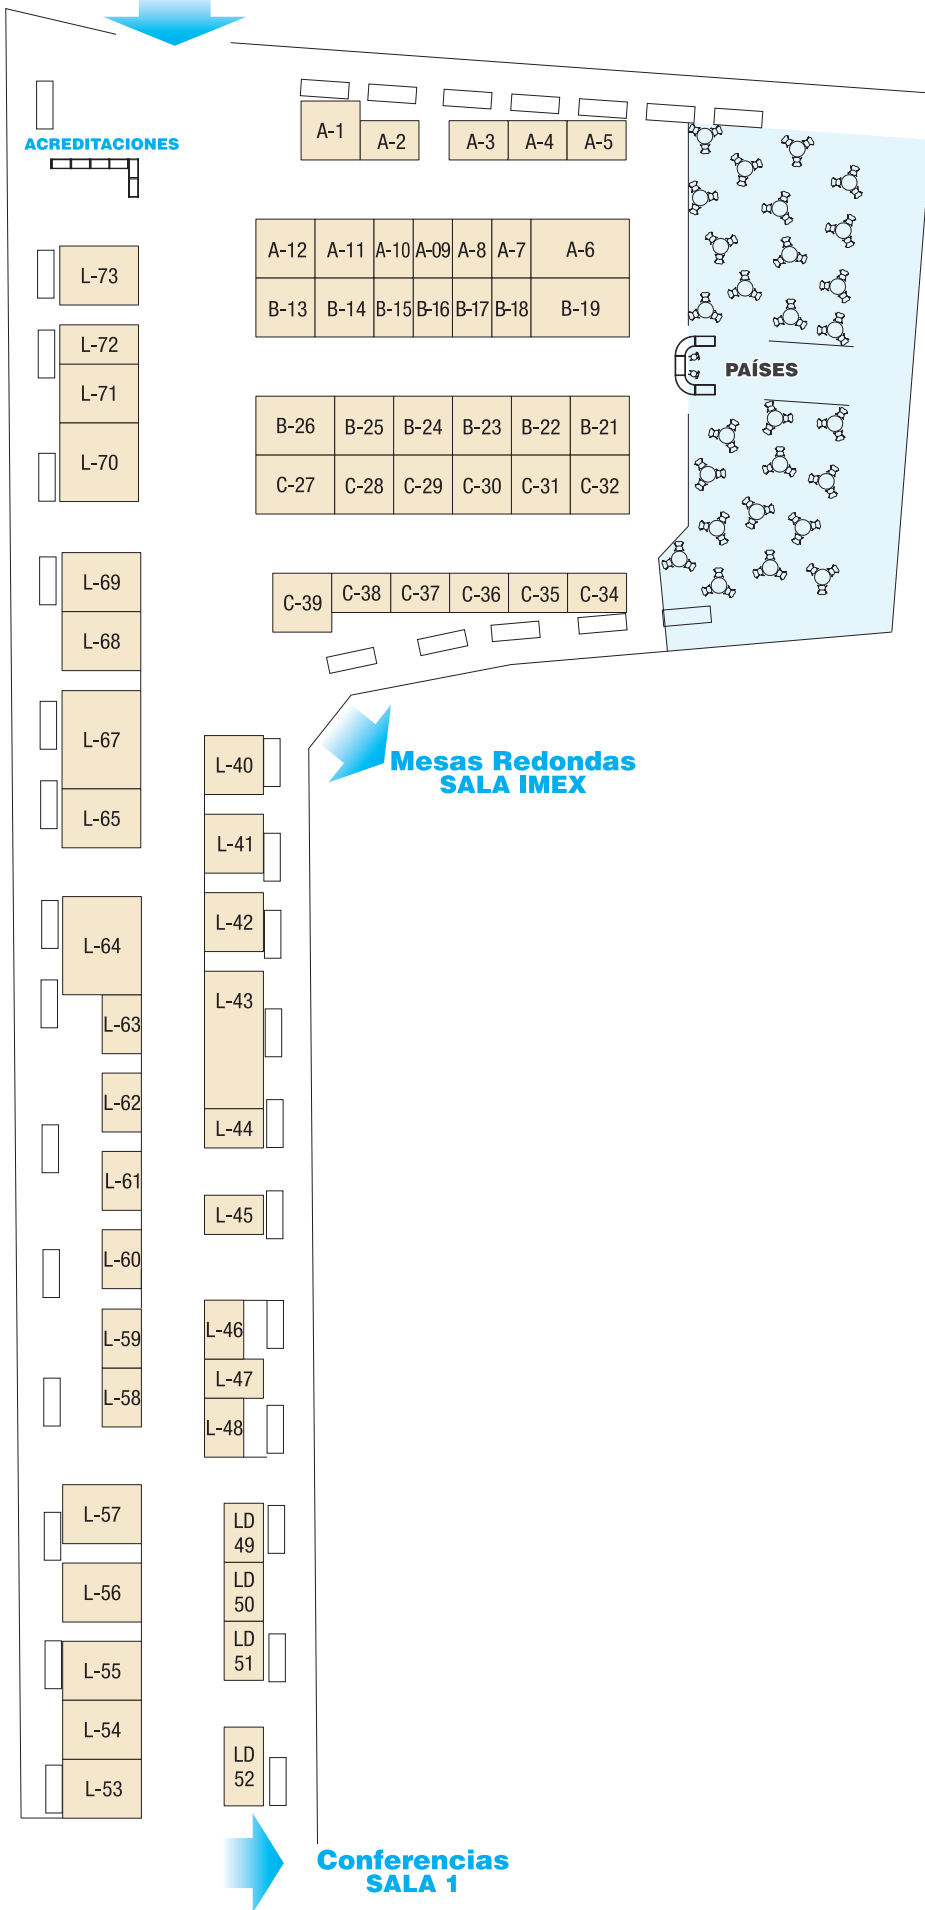 ACREDITACIONES
A-1
A-2
A-3
A-4
A-5
A-12
A-11
A-10
A-09
A-8
A-7
A-6
B-13
B-14
B-15
B-16
B-17
B-18
B-19
PAÍSES
B-26
B-25
B-24
B-23
B-22
B-21
C-27
C-28
C-29
C-30
C-31
C-32
C-39
C-38
C-37
C-36
C-35
C-34
L-73
L-72
L-71
L-70
L-69
L-68
L-67
L-65
L-64
L-63
L-62
L-61
L-60
L-59
L-58
L-57
L-56
L-55
L-54
L-53
Mesas Redondas
SALA IMEX
L-40
L-41
L-42
L-43
L-44
L-45
L-46
L-47
L-48
LD
49
LD
50
LD
51
LD
52
Conferencias
SALA 1